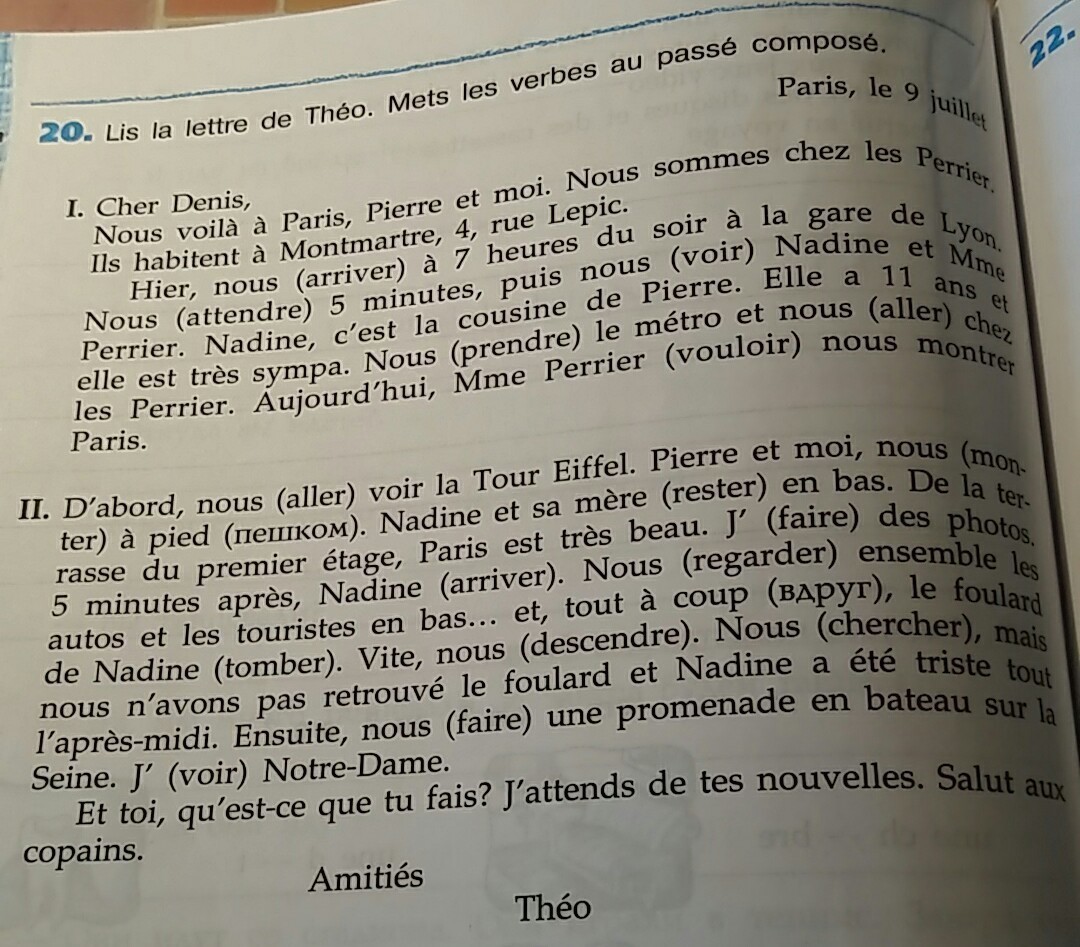 20. Lis la lettre de Théo. Mets les verbes au passé composé.
22.
Paris, le 9 juillet
I. Cher Denis,
Nous voilà à Paris, Pierre et moi. Nous sommes chez les Perrier.
Ils habitent à Montmartre, 4, rue Lepic.
Hier, nous (arriver) à 7 heures du soir à la gare de Lyon.
Nous (attendre) 5 minutes, puis nous (voir) Nadine et Mme
Perrier. Nadine, c'est la cousine de Pierre. Elle a 11 ans et
elle est très sympa. Nous (prendre) le métro et nous (aller) chez
les Perrier. Aujourd'hui, Mme Perrier (vouloir) nous montrer
Paris.
II. D'abord, nous (aller) voir la Tour Eiffel. Pierre et moi, nous (mon-
ter) à pied (пешком). Nadine et sa mère (rester) en bas. De la ter-
rasse du premier étage, Paris est très beau. J' (faire) des photos.
5 minutes après, Nadine (arriver). Nous (regarder) ensemble les
autos et les touristes en bas... et, tout à coup (вдруг), le foulard
de Nadine (tomber). Vite, nous (descendre). Nous (chercher), mais
nous n'avons pas retrouvé le foulard et Nadine a été triste tout
l'après-midi. Ensuite, nous (faire) une promenade en bateau sur la
Seine. J' (voir) Notre-Dame.
Et toi, qu'est-ce que tu fais? J'attends de tes nouvelles. Salut aux
copains.
Amitiés
Théo